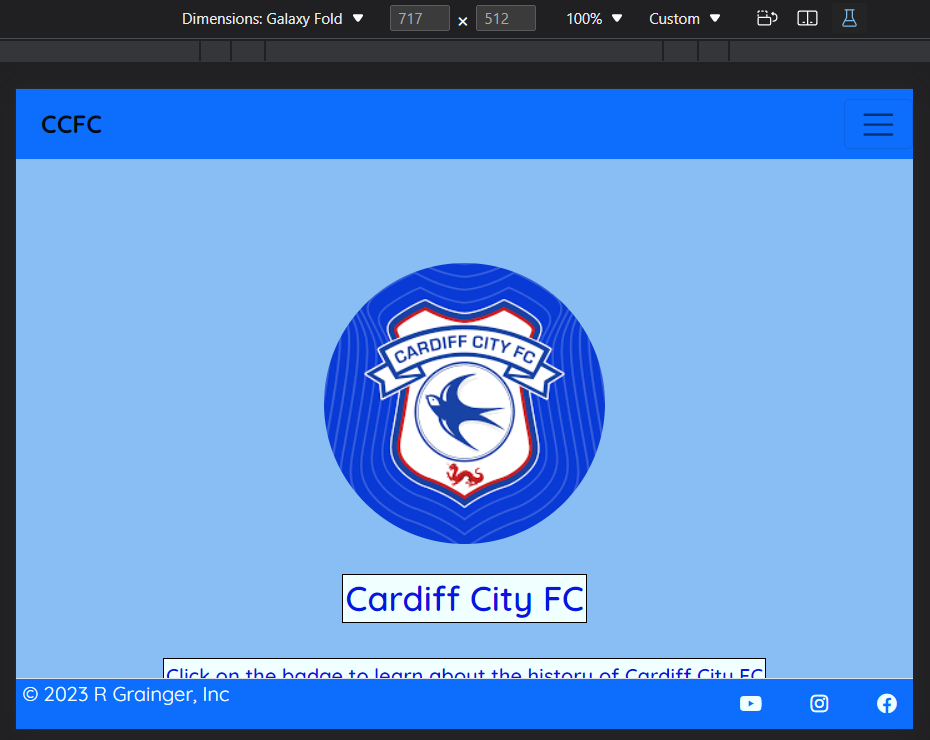 Dimensions: Galaxy Fold 717 × 512 100% Custom
CCFC
CARDIFF CITY FC
Cardiff City FC
Click on the badge to learn about the history of Cardiff City FC
© 2023 R Grainger, Inc